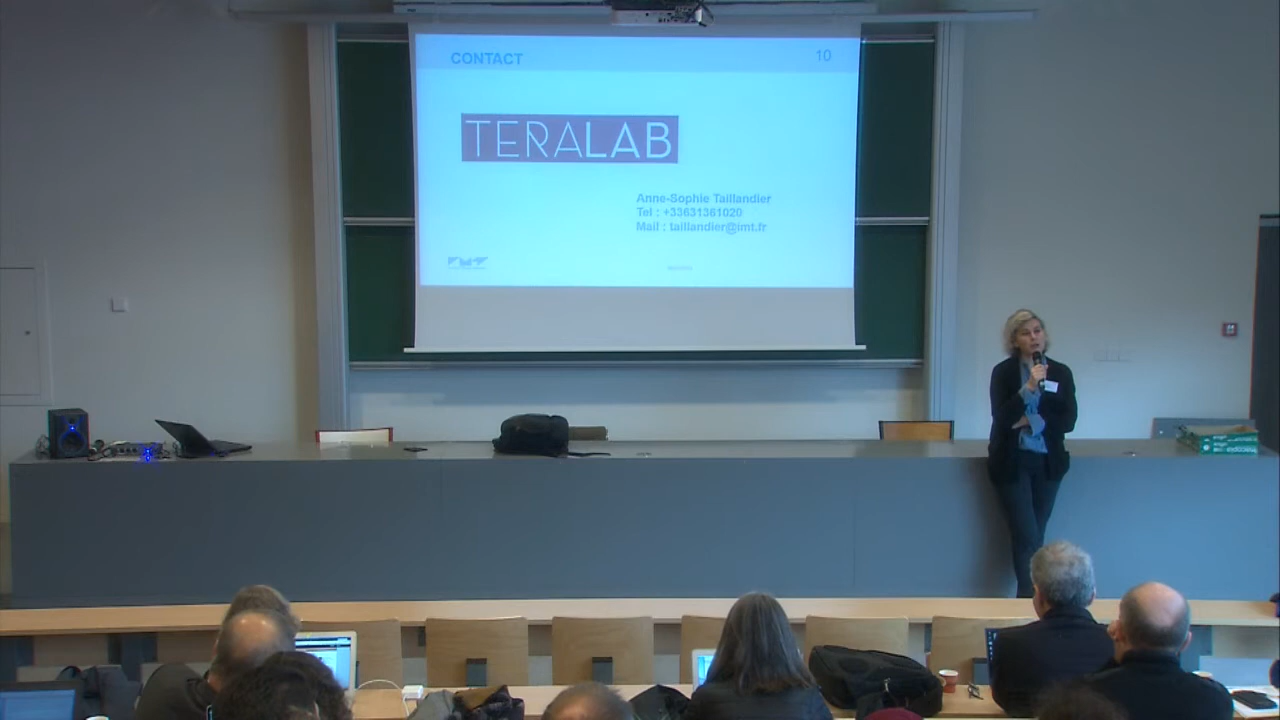 CONTACT
10
TERALAB
Anne-Sophie Taillandier
Tel : +33631361020
Mail : taillandier@imt.fr